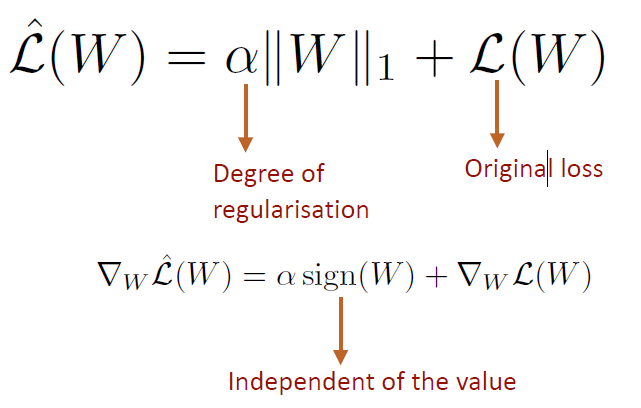 ℒ̂(W) = α‖W‖₁ + ℒ(W)
Degree of
regularisation
Original loss
∇_W ℒ̂(W) = α sign(W) + ∇_W ℒ(W)
Independent of the value